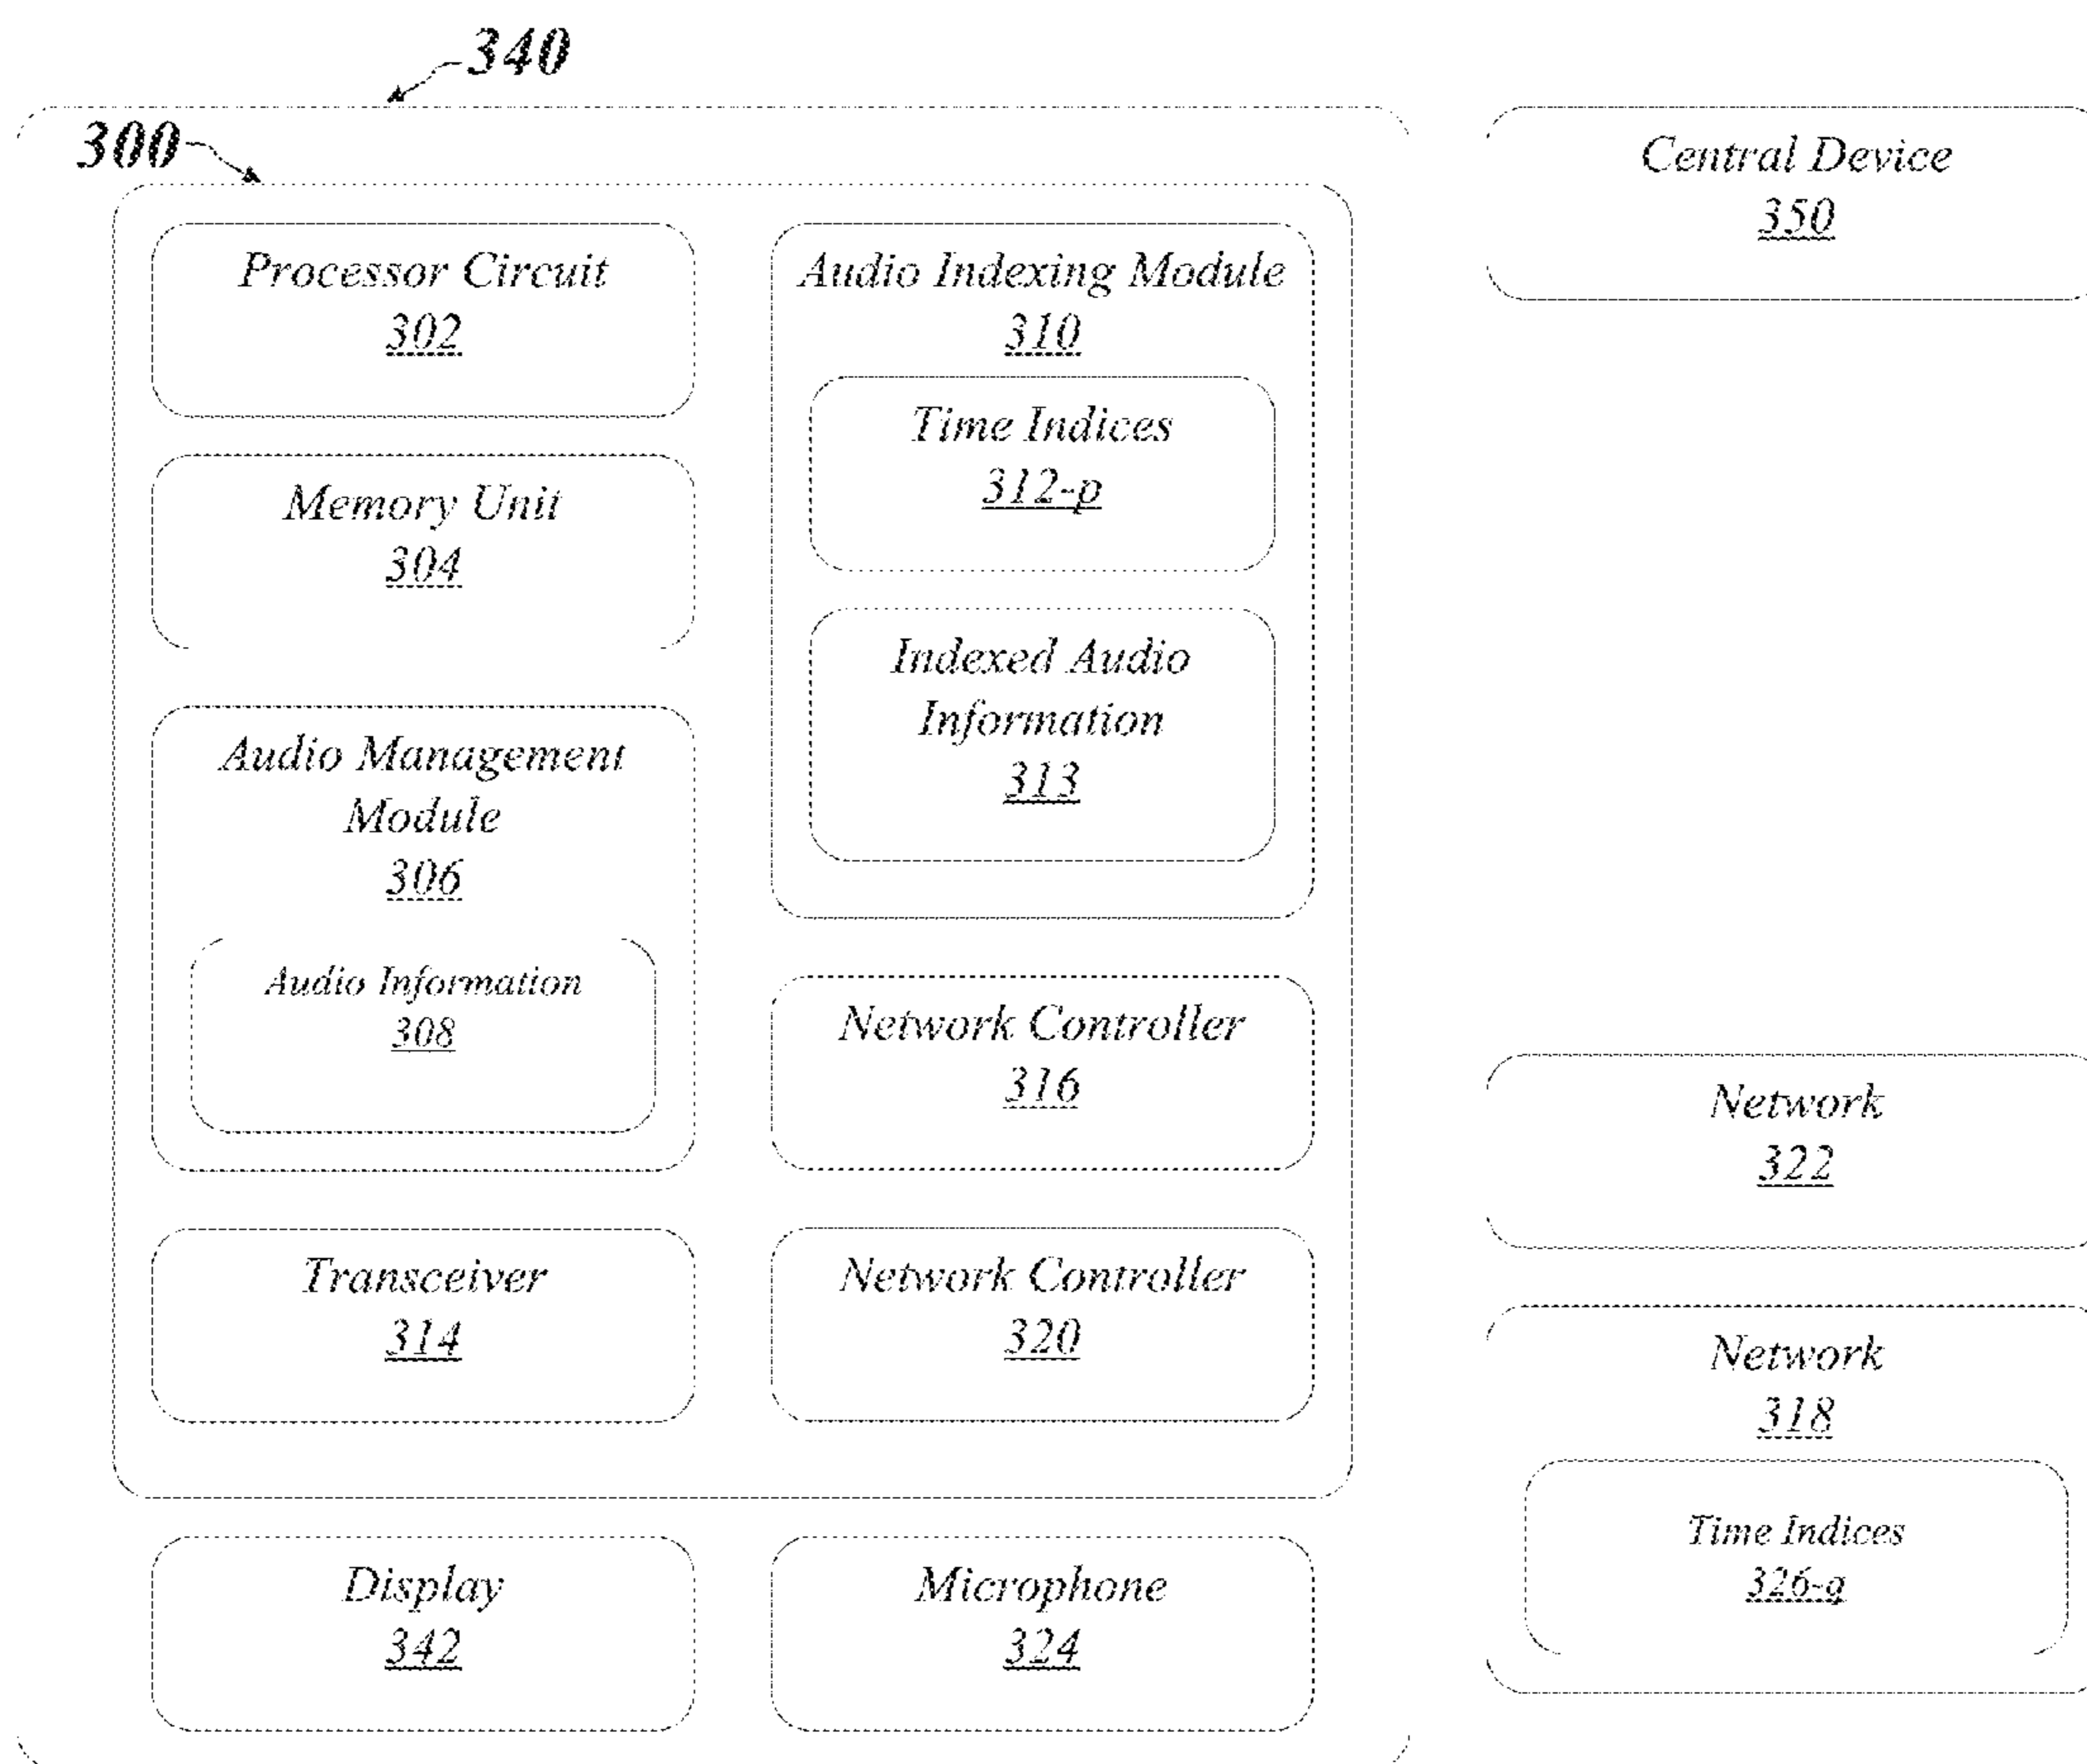 340
300
Processor Circuit
302
Memory Unit
304
Audio Management
Module
306
Audio Information
308
Transceiver
314
Audio Indexing Module
310
Time Indices
312-p
Indexed Audio
Information
313
Network Controller
316
Network Controller
320
Display
342
Microphone
324
Central Device
350
Network
322
Network
318
Time Indices
326-q